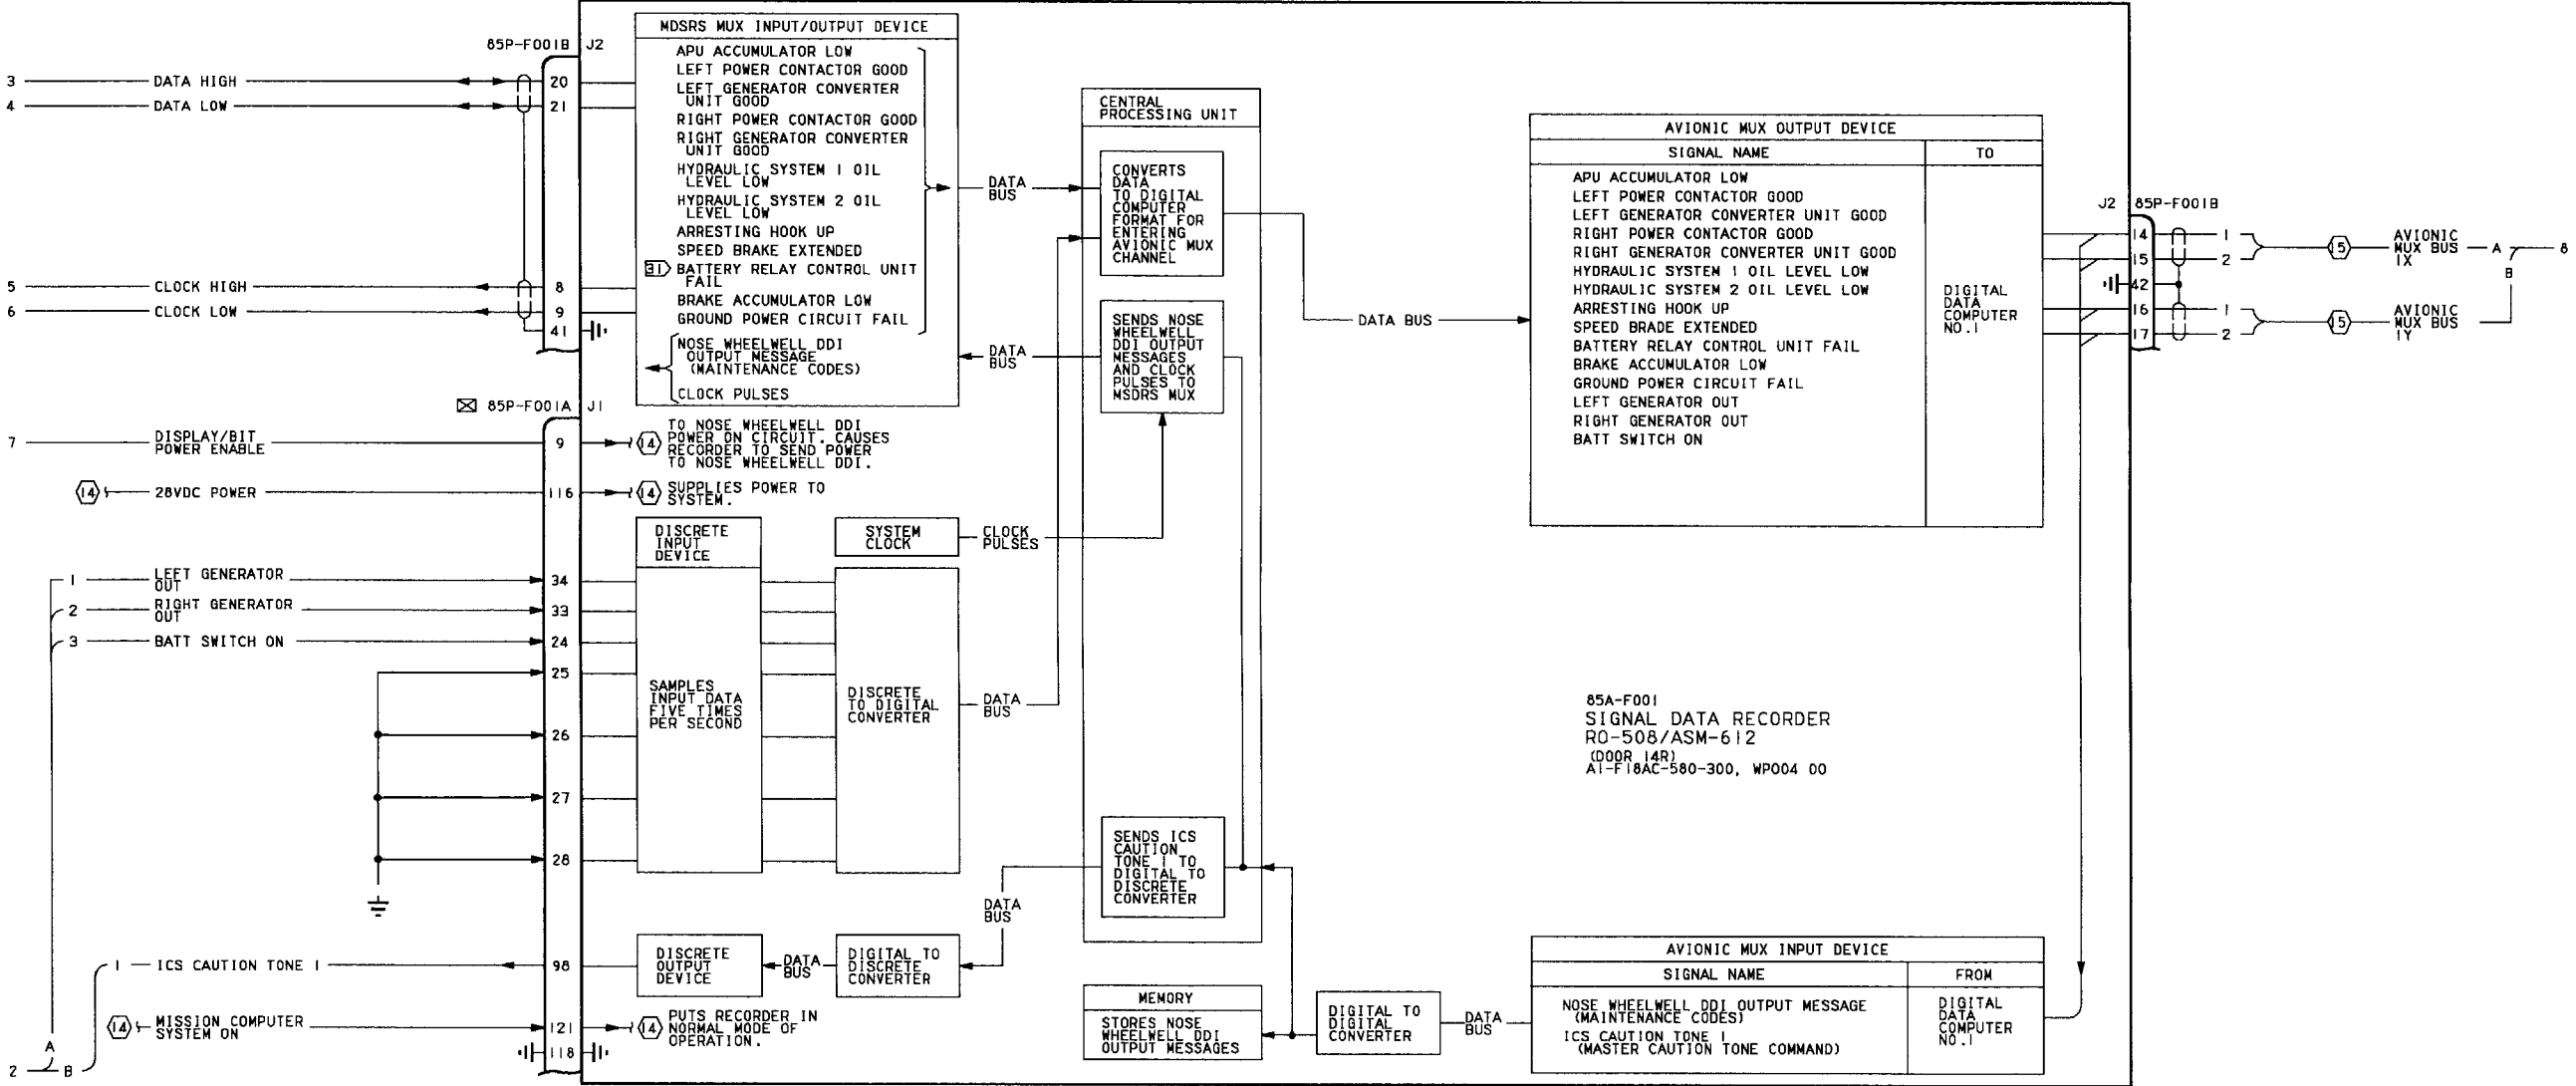 85P-F001B J2
3 DATA HIGH 20
4 DATA LOW 21
5 CLOCK HIGH 8
6 CLOCK LOW 9
41
MDSRS MUX INPUT/OUTPUT DEVICE
APU ACCUMULATOR LOW
LEFT POWER CONTACTOR GOOD
LEFT GENERATOR CONVERTER
UNIT GOOD
RIGHT POWER CONTACTOR GOOD
RIGHT GENERATOR CONVERTER
UNIT GOOD
HYDRAULIC SYSTEM 1 OIL
LEVEL LOW
HYDRAULIC SYSTEM 2 OIL
LEVEL LOW
ARRESTING HOOK UP
SPEED BRAKE EXTENDED
31 BATTERY RELAY CONTROL UNIT
FAIL
BRAKE ACCUMULATOR LOW
GROUND POWER CIRCUIT FAIL
NOSE WHEELWELL DDI
OUTPUT MESSAGE
(MAINTENANCE CODES)
CLOCK PULSES
DATA
BUS
DATA
BUS
85P-F001A J1
7 DISPLAY/BIT
POWER ENABLE
9
14
TO NOSE WHEELWELL DDI
POWER ON CIRCUIT. CAUSES
RECORDER TO SEND POWER
TO NOSE WHEELWELL DDI.
14 28VDC POWER 116
14 SUPPLIES POWER TO
SYSTEM.
1 LEFT GENERATOR
OUT
34
2 RIGHT GENERATOR
OUT
33
3 BATT SWITCH ON 24
25
26
27
28
DISCRETE
INPUT
DEVICE
SAMPLES
INPUT DATA
FIVE TIMES
PER SECOND
SYSTEM
CLOCK
CLOCK
PULSES
DISCRETE
TO DIGITAL
CONVERTER
DATA
BUS
CENTRAL
PROCESSING UNIT
CONVERTS
DATA
TO DIGITAL
COMPUTER
FORMAT FOR
ENTERING
AVIONIC MUX
CHANNEL
SENDS NOSE
WHEELWELL
DDI OUTPUT
MESSAGES
AND CLOCK
PULSES TO
MSDRS MUX
SENDS ICS
CAUTION
TONE 1 TO
DIGITAL TO
DISCRETE
CONVERTER
DATA
BUS
1 ICS CAUTION TONE 1 98
DISCRETE
OUTPUT
DEVICE
DATA
BUS
DIGITAL TO
DISCRETE
CONVERTER
14 MISSION COMPUTER
SYSTEM ON
121
14
PUTS RECORDER IN
NORMAL MODE OF
OPERATION.
118
A
2 B
MEMORY
STORES NOSE
WHEELWELL DDI
OUTPUT MESSAGES
DIGITAL TO
DIGITAL
CONVERTER
DATA
BUS
DATA BUS
AVIONIC MUX OUTPUT DEVICE
SIGNAL NAME TO
APU ACCUMULATOR LOW
LEFT POWER CONTACTOR GOOD
LEFT GENERATOR CONVERTER UNIT GOOD
RIGHT POWER CONTACTOR GOOD
RIGHT GENERATOR CONVERTER UNIT GOOD
HYDRAULIC SYSTEM 1 OIL LEVEL LOW
HYDRAULIC SYSTEM 2 OIL LEVEL LOW
ARRESTING HOOK UP
SPEED BRADE EXTENDED
BATTERY RELAY CONTROL UNIT FAIL
BRAKE ACCUMULATOR LOW
GROUND POWER CIRCUIT FAIL
LEFT GENERATOR OUT
RIGHT GENERATOR OUT
BATT SWITCH ON
DIGITAL
DATA
COMPUTER
NO.1
J2 85P-F001B
14 1
15 2
42
16 1
17 2
15 AVIONIC
MUX BUS
1X
A 8
B
15 AVIONIC
MUX BUS
1Y
85A-F001
SIGNAL DATA RECORDER
RO-508/ASM-612
(DOOR 14R)
A1-F18AC-580-300, WP004 00
AVIONIC MUX INPUT DEVICE
SIGNAL NAME FROM
NOSE WHEELWELL DDI OUTPUT MESSAGE
(MAINTENANCE CODES)
ICS CAUTION TONE 1
(MASTER CAUTION TONE COMMAND)
DIGITAL
DATA
COMPUTER
NO.1